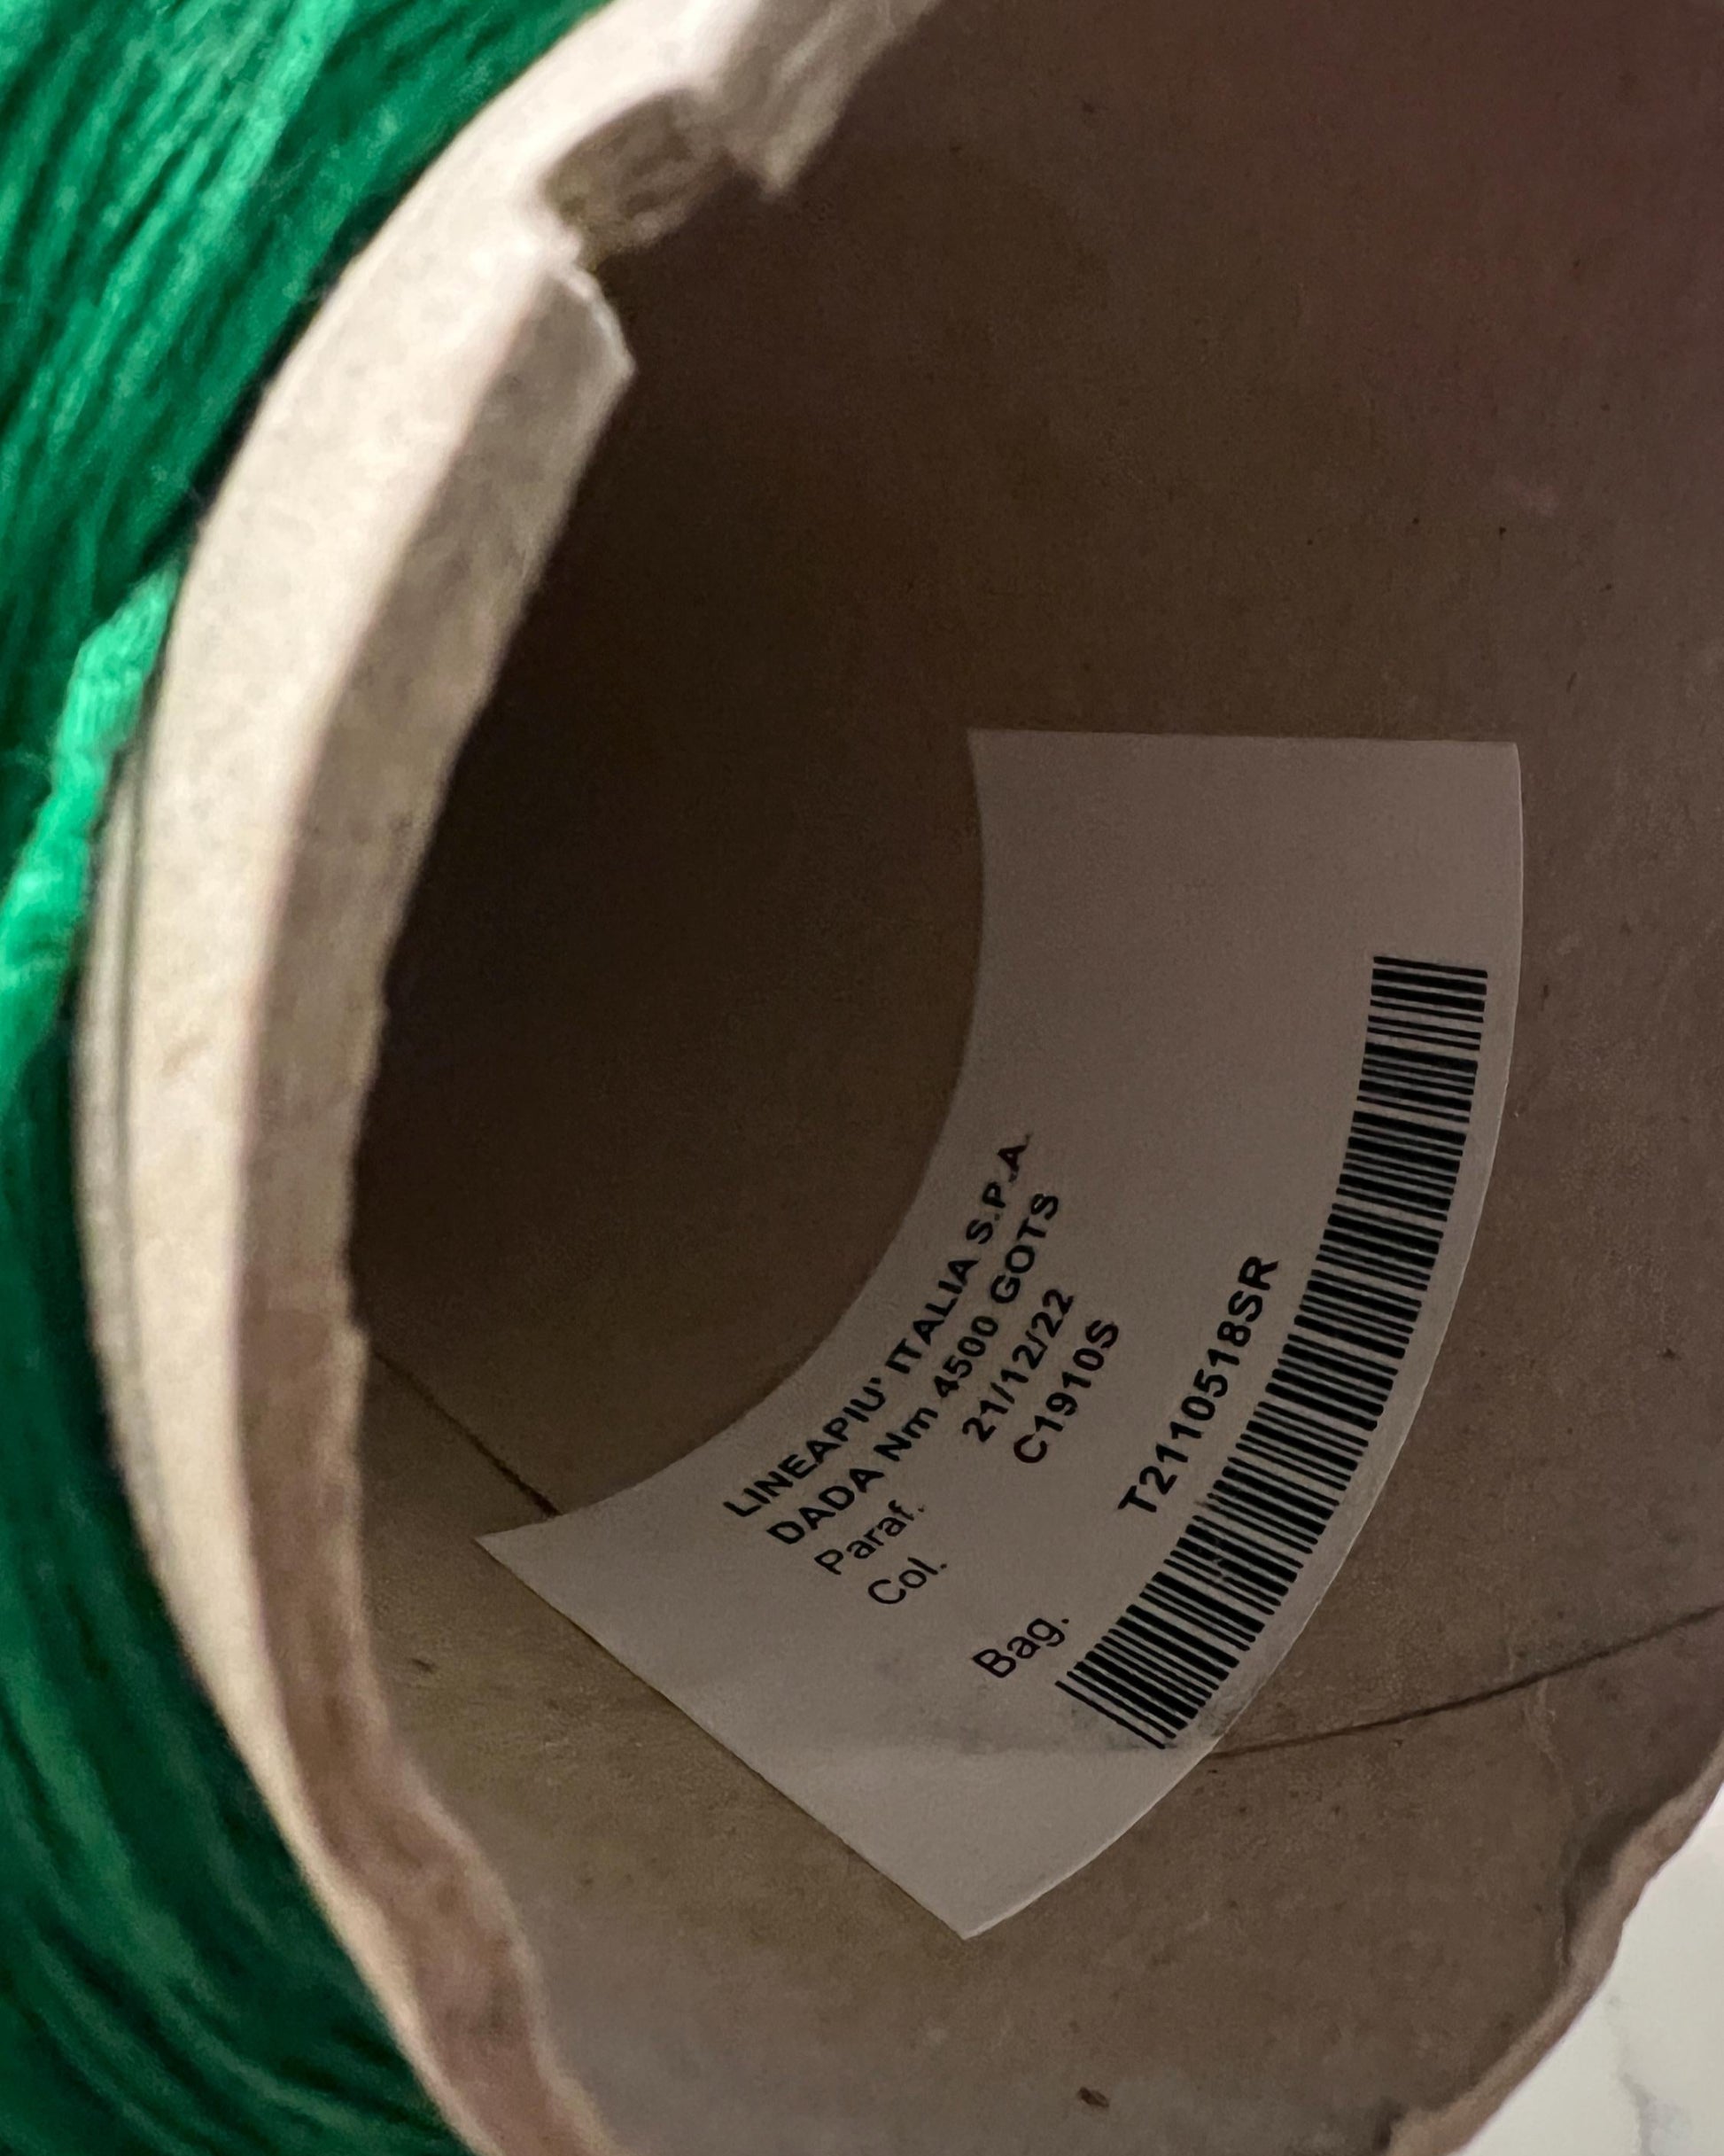 LINEAPIU' ITALIA S.P.A.
DADA Nm 4500 GOTS
Paraf. 21/12/22
Col. C1910S
Bag. T2110518SR